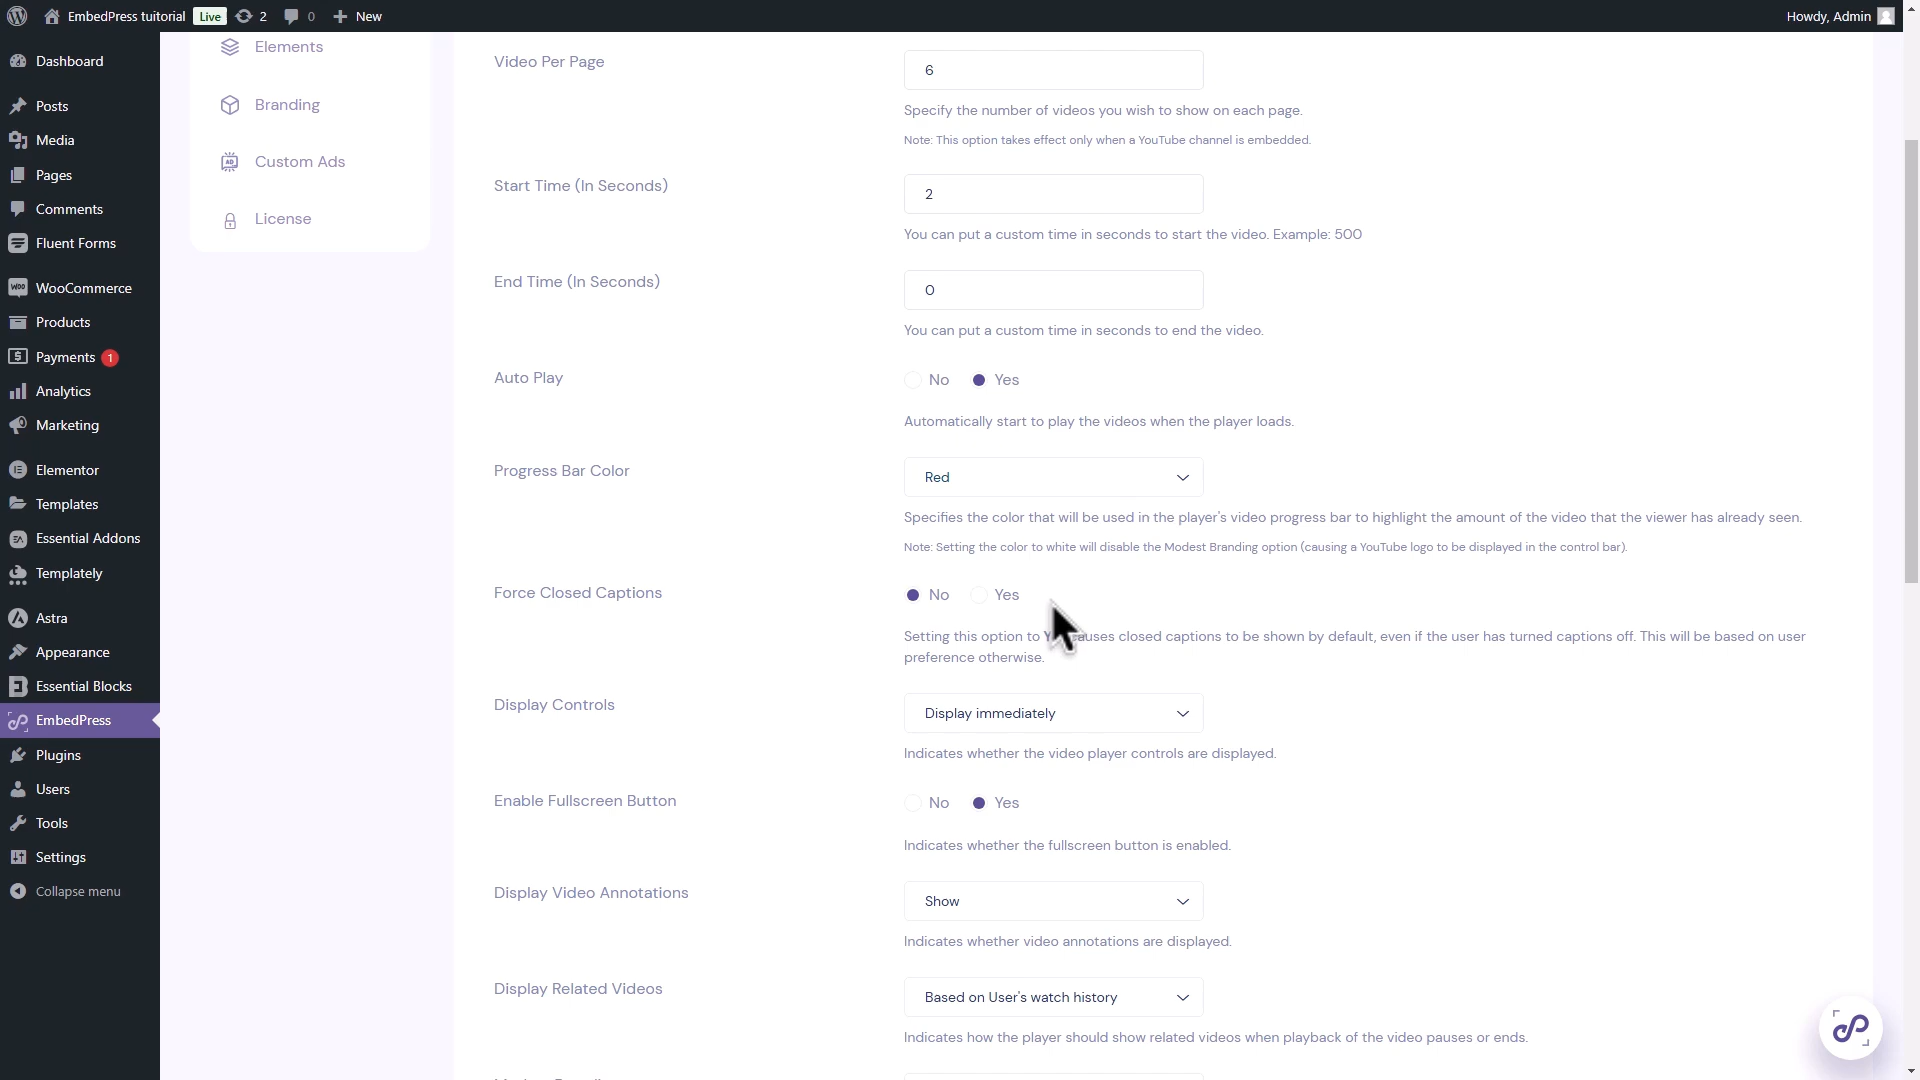 EmbedPress tuitorial Live 2 0 New Howdy, Admin
Dashboard
Posts
Media
Pages
Comments
Fluent Forms
WooCommerce
Products
Payments 1
Analytics
Marketing
Elementor
Templates
Essential Addons
Templately
Astra
Appearance
Essential Blocks
EmbedPress
Plugins
Users
Tools
Settings
Collapse menu
Elements
Branding
Custom Ads
License
Video Per Page
6
Specify the number of videos you wish to show on each page.
Note: This option takes effect only when a YouTube channel is embedded.
Start Time (In Seconds)
2
You can put a custom time in seconds to start the video. Example: 500
End Time (In Seconds)
0
You can put a custom time in seconds to end the video.
Auto Play
No Yes
Automatically start to play the videos when the player loads.
Progress Bar Color
Red
Specifies the color that will be used in the player's video progress bar to highlight the amount of the video that the viewer has already seen.
Note: Setting the color to white will disable the Modest Branding option (causing a YouTube logo to be displayed in the control bar).
Force Closed Captions
No Yes
Setting this option to closed captions to be shown by default, even if the user has turned captions off. This will be based on user
preference otherwise.
Display Controls
Display immediately
Indicates whether the video player controls are displayed.
Enable Fullscreen Button
No Yes
Indicates whether the fullscreen button is enabled.
Display Video Annotations
Show
Indicates whether video annotations are displayed.
Display Related Videos
Based on User's watch history
Indicates how the player should show related videos when playback of the video pauses or ends.